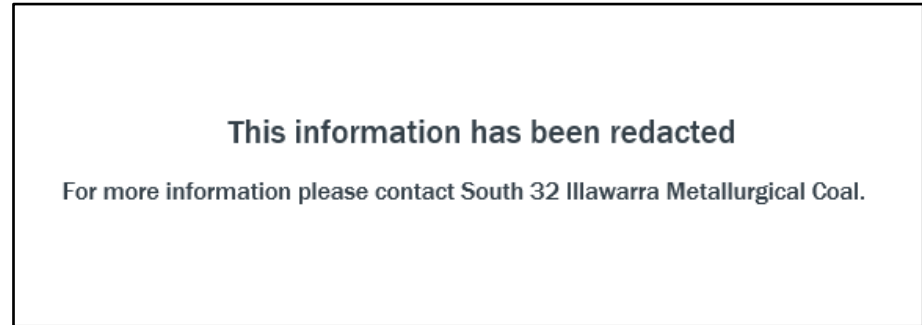 This information has been redacted
For more information please contact South 32 Illawarra Metallurgical Coal.